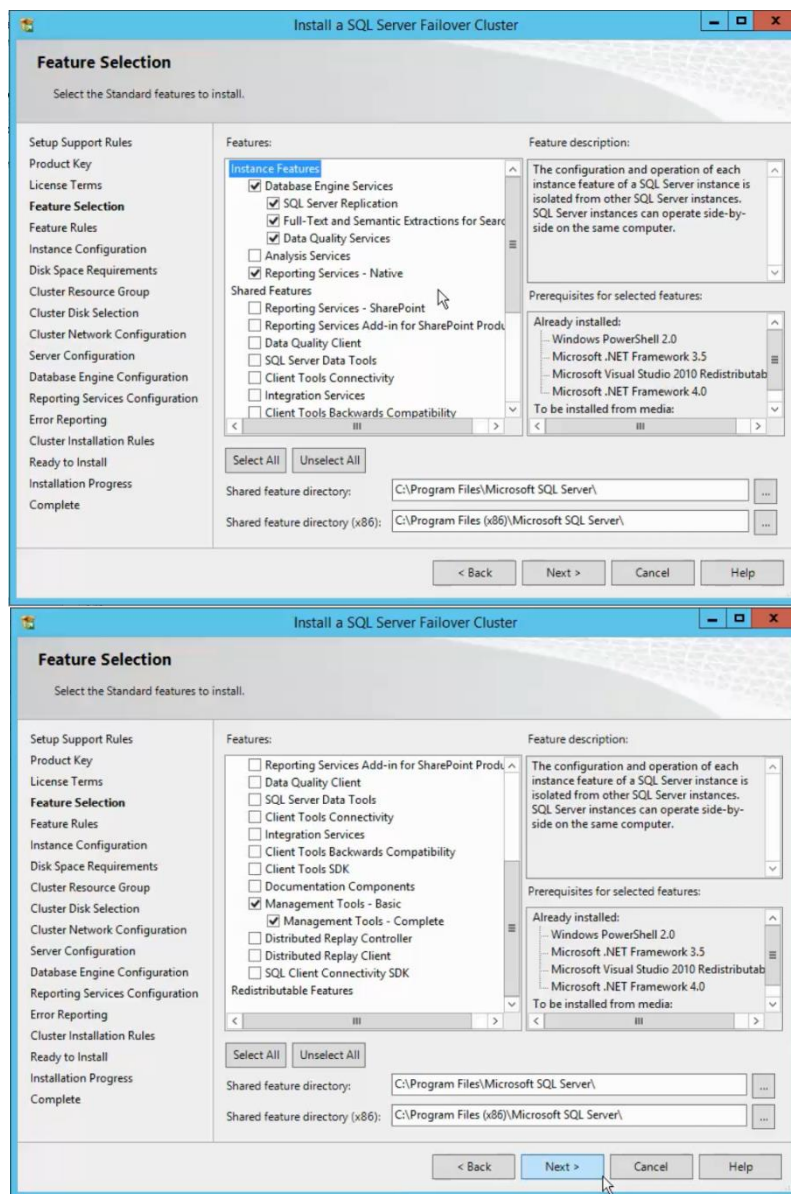 Install a SQL Server Failover Cluster
Feature Selection
Select the Standard features to install.
Setup Support Rules
Product Key
License Terms
Feature Selection
Feature Rules
Instance Configuration
Disk Space Requirements
Cluster Resource Group
Cluster Disk Selection
Cluster Network Configuration
Server Configuration
Database Engine Configuration
Reporting Services Configuration
Error Reporting
Cluster Installation Rules
Ready to Install
Installation Progress
Complete
Features:
Instance Features
Database Engine Services
SQL Server Replication
Full-Text and Semantic Extractions for Searc
Data Quality Services
Analysis Services
Reporting Services - Native
Shared Features
Reporting Services - SharePoint
Reporting Services Add-in for SharePoint Produ
Data Quality Client
SQL Server Data Tools
Client Tools Connectivity
Integration Services
Client Tools Backwards Compatibility
Feature description:
The configuration and operation of each
instance feature of a SQL Server instance is
isolated from other SQL Server instances.
SQL Server instances can operate side-by-
side on the same computer.
Prerequisites for selected features:
Already installed:
Windows PowerShell 2.0
Microsoft .NET Framework 3.5
Microsoft Visual Studio 2010 Redistributab
Microsoft .NET Framework 4.0
To be installed from media:
Select All Unselect All
Shared feature directory: C:\Program Files\Microsoft SQL Server\ ...
Shared feature directory (x86): C:\Program Files (x86)\Microsoft SQL Server\ ...
< Back Next > Cancel Help
Install a SQL Server Failover Cluster
Feature Selection
Select the Standard features to install.
Setup Support Rules
Product Key
License Terms
Feature Selection
Feature Rules
Instance Configuration
Disk Space Requirements
Cluster Resource Group
Cluster Disk Selection
Cluster Network Configuration
Server Configuration
Database Engine Configuration
Reporting Services Configuration
Error Reporting
Cluster Installation Rules
Ready to Install
Installation Progress
Complete
Features:
Reporting Services Add-in for SharePoint Produ
Data Quality Client
SQL Server Data Tools
Client Tools Connectivity
Integration Services
Client Tools Backwards Compatibility
Client Tools SDK
Documentation Components
Management Tools - Basic
Management Tools - Complete
Distributed Replay Controller
Distributed Replay Client
SQL Client Connectivity SDK
Redistributable Features
Feature description:
The configuration and operation of each
instance feature of a SQL Server instance is
isolated from other SQL Server instances.
SQL Server instances can operate side-by-
side on the same computer.
Prerequisites for selected features:
Already installed:
Windows PowerShell 2.0
Microsoft .NET Framework 3.5
Microsoft Visual Studio 2010 Redistributab
Microsoft .NET Framework 4.0
To be installed from media:
Select All Unselect All
Shared feature directory: C:\Program Files\Microsoft SQL Server\ ...
Shared feature directory (x86): C:\Program Files (x86)\Microsoft SQL Server\ ...
< Back Next > Cancel Help